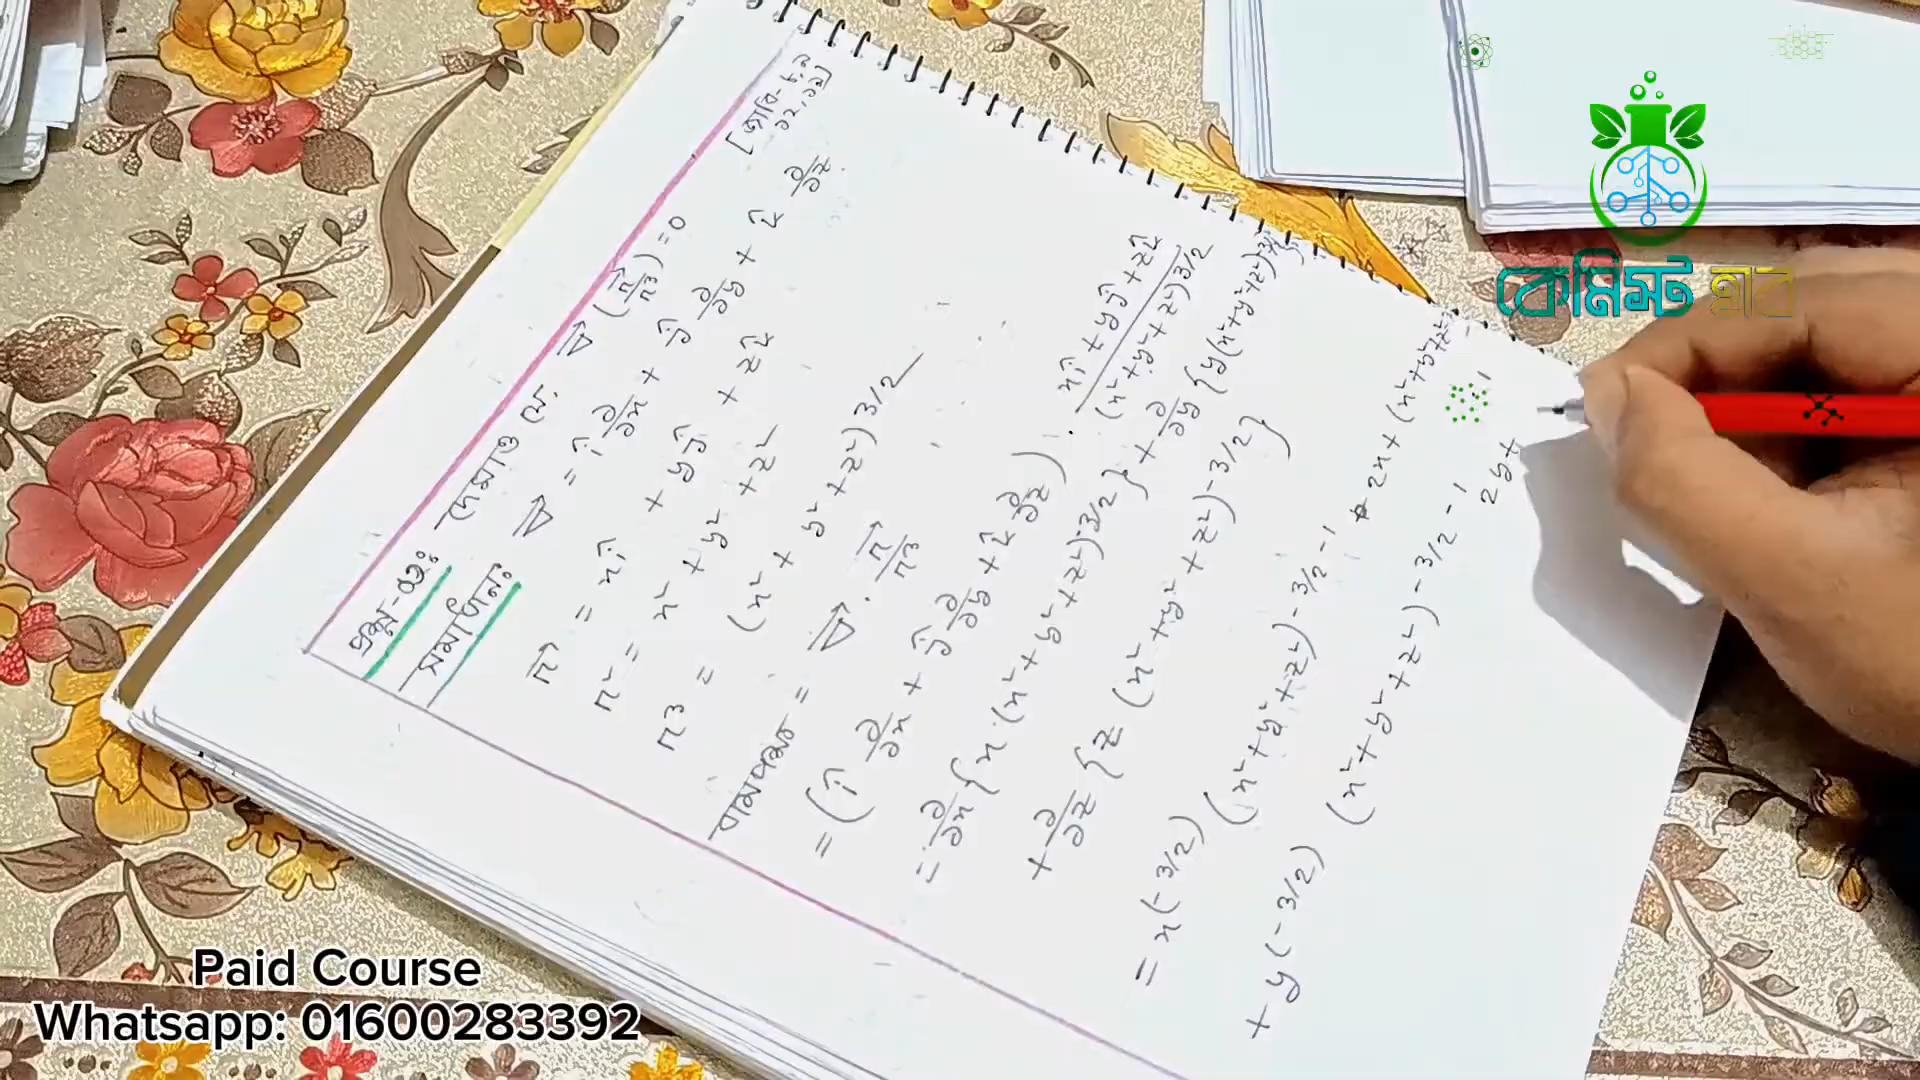 প্রশ্ন-০৩ঃ দেখাও যে, ∇⃗ (r⃗/r³) = 0
সমাধানঃ ∇⃗ = î ∂/∂x + ĵ ∂/∂y + k̂ ∂/∂z
r⃗ = xî + yĵ + zk̂
r² = x² + y² + z²
r³ = (x² + y² + z²)^3/2
বামপক্ষ = ∇⃗ . r⃗/r³
= (î ∂/∂x + ĵ ∂/∂y + k̂ ∂/∂z) . xî + yĵ + zk̂ / (x² + y² + z²)^3/2
= ∂/∂x {x (x² + y² + z²)^-3/2} + ∂/∂y {y (x² + y² + z²)^-3/2}
+ ∂/∂z {z (x² + y² + z²)^-3/2}
= x(-3/2) (x² + y² + z²)^-3/2-1 * 2x + (x² + y² + z²)
+ y(-3/2) (x² + y² + z²)^-3/2-1 2y +
কেমিস্ট হাব
Paid Course
Whatsapp: 01600283392